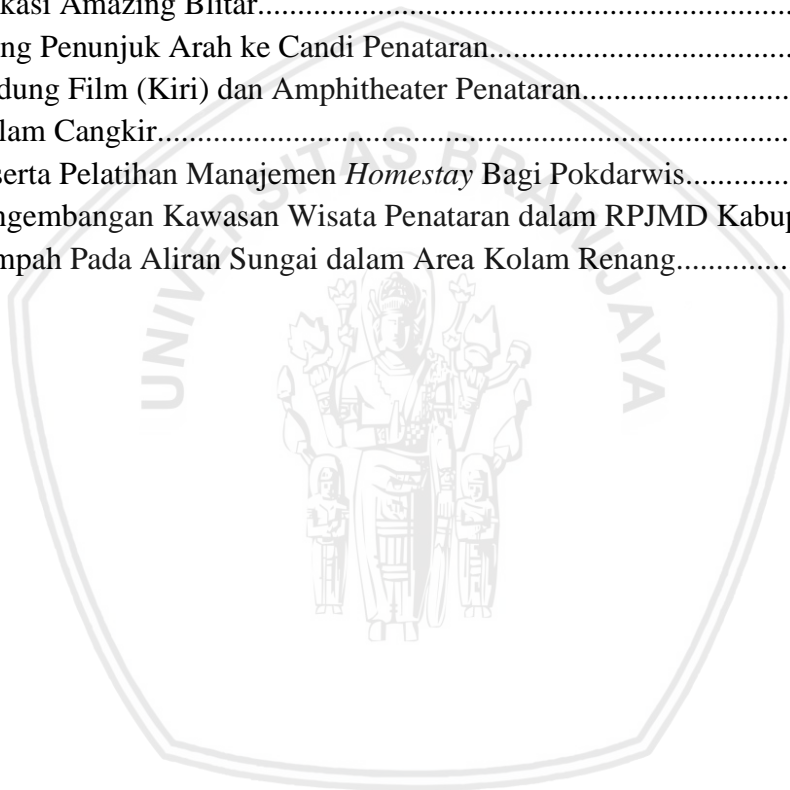 kasi Amazing Blitar
ng Penunjuk Arah ke Candi Penataran
dung Film (Kiri) dan Amphitheater Penataran
lam Cangkir
serta Pelatihan Manajemen Homestay Bagi Pokdarwis
ngembangan Kawasan Wisata Penataran dalam RPJMD Kabup
mpah Pada Aliran Sungai dalam Area Kolam Renang
UNIVERSITAS BRAWIJAYA